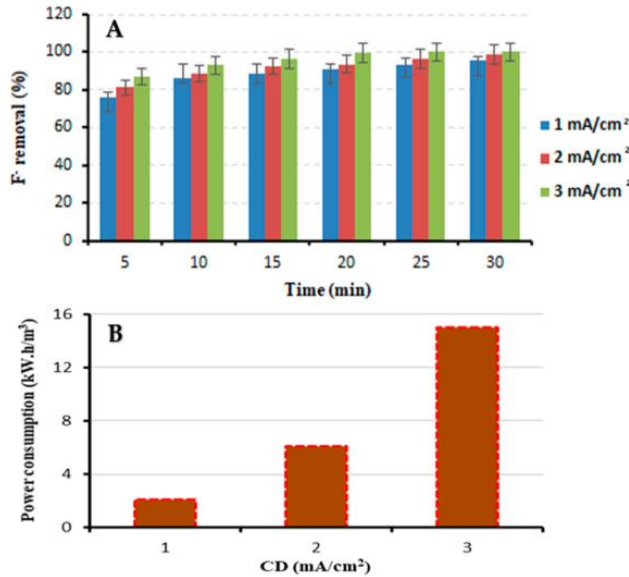 A
120
100
80
60
40
20
0
F- removal (%)
5 10 15 20 25 30
Time (min)
1 mA/cm²
2 mA/cm²
3 mA/cm²
B
16
12
8
4
0
Power consumption (kW.h/m³)
1 2 3
CD (mA/cm²)